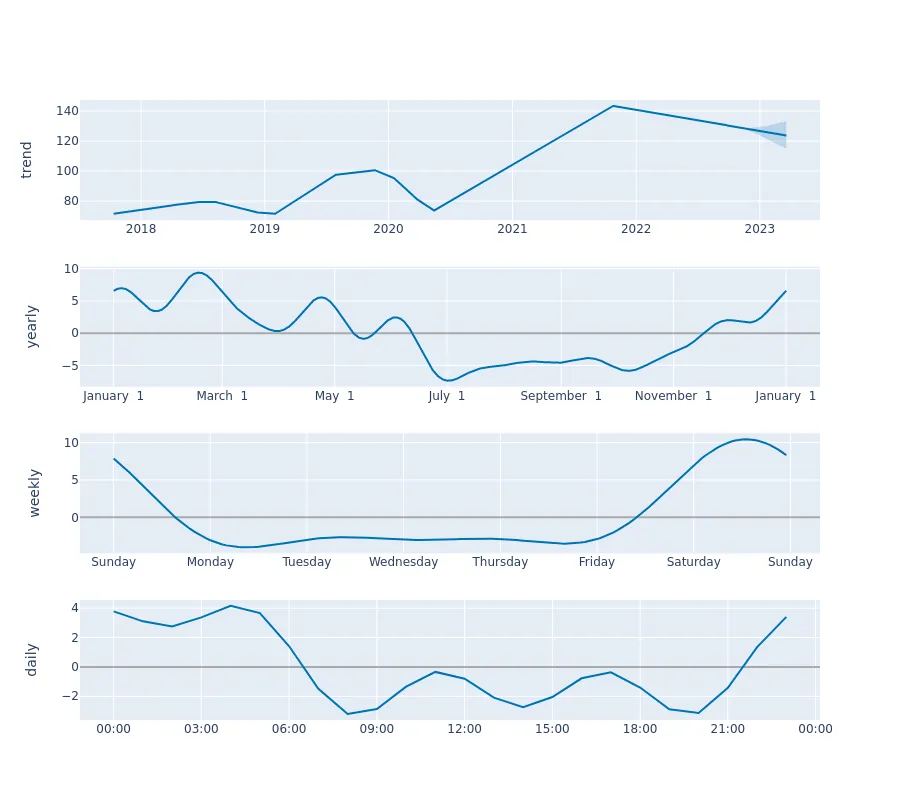 trend
140
120
100
80
2018 2019 2020 2021 2022 2023
yearly
10
5
0
−5
January 1 March 1 May 1 July 1 September 1 November 1 January 1
weekly
10
5
0
Sunday Monday Tuesday Wednesday Thursday Friday Saturday Sunday
daily
4
2
0
−2
00:00 03:00 06:00 09:00 12:00 15:00 18:00 21:00 00:00